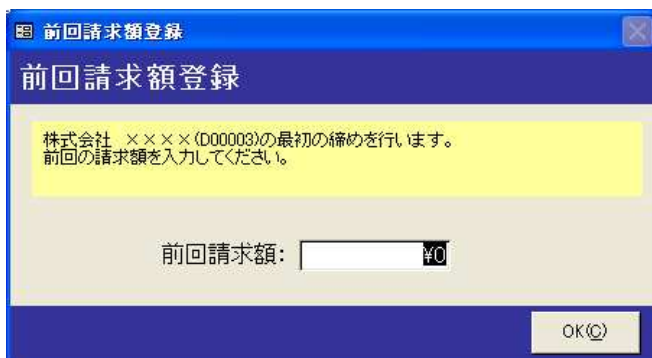 前回請求額登録
前回請求額登録
株式会社　××××(D00003)の最初の締めを行います。
前回の請求額を入力してください。
前回請求額: ¥0
OK(C)